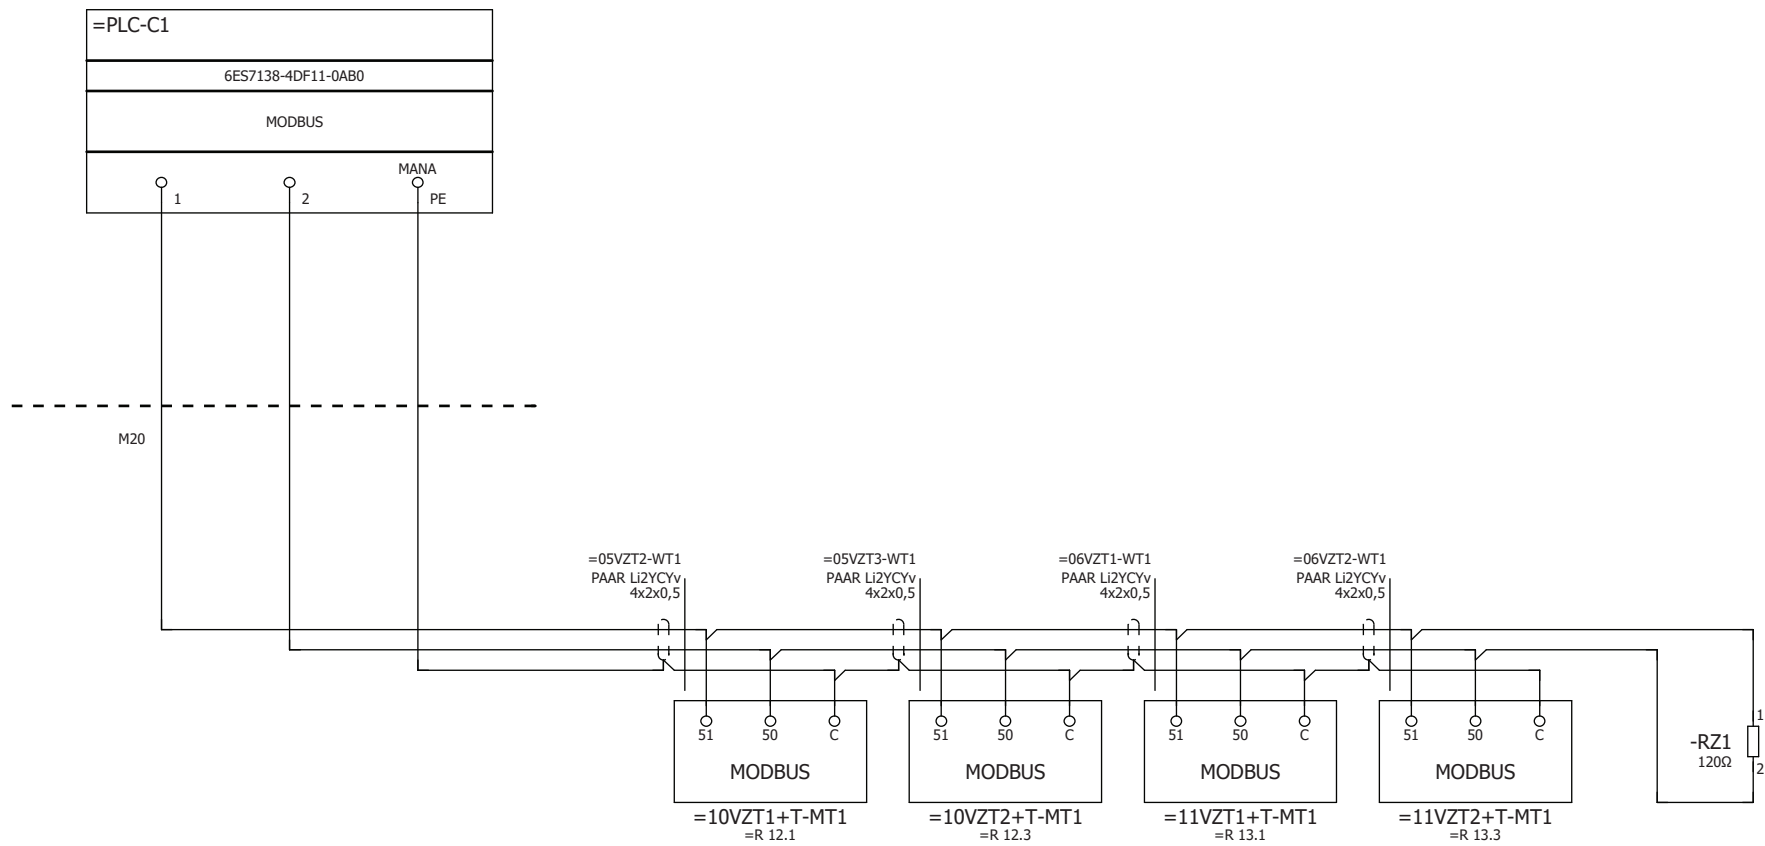 =PLC-C1
6ES7138-4DF11-0AB0
MODBUS
MANA
1
2
PE
M20
=05VZT2-WT1
PAAR Li2YCYv
4x2x0,5
=05VZT3-WT1
PAAR Li2YCYv
4x2x0,5
=06VZT1-WT1
PAAR Li2YCYv
4x2x0,5
=06VZT2-WT1
PAAR Li2YCYv
4x2x0,5
51 50 C
MODBUS
=10VZT1+T-MT1
=R 12.1
51 50 C
MODBUS
=10VZT2+T-MT1
=R 12.3
51 50 C
MODBUS
=11VZT1+T-MT1
=R 13.1
51 50 C
MODBUS
=11VZT2+T-MT1
=R 13.3
1
-RZ1
120Ω
2